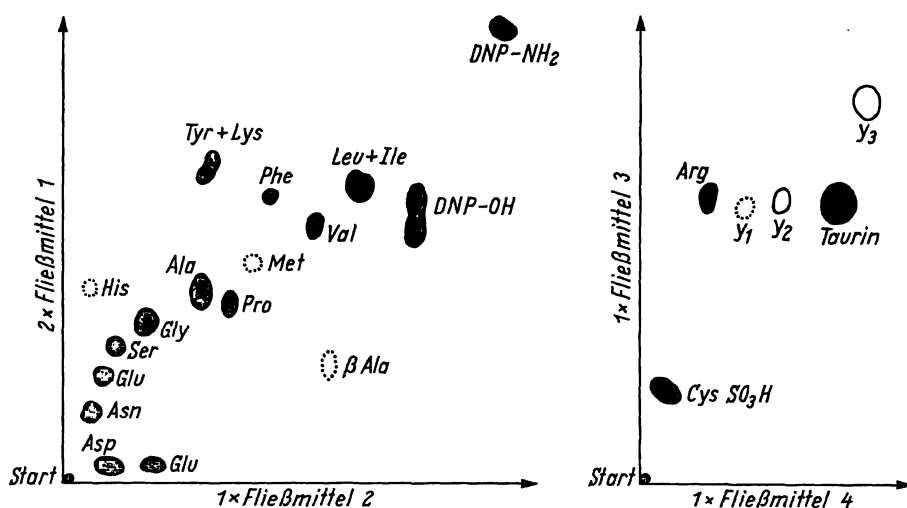 DNP-NH₂
Tyr+Lys
Phe
Leu+Ile
DNP-OH
Val
Met
Ala
His
Pro
Gly
Ser
β Ala
Glu
Asn
Asp
Glu
Start
2× Fließmittel 1
1× Fließmittel 2
y₃
Arg
y₁
y₂
Taurin
Cys SO₃H
Start
1× Fließmittel 3
1× Fließmittel 4